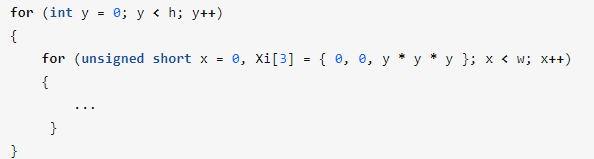 for (int y = 0; y < h; y++)
{
    for (unsigned short x = 0, Xi[3] = { 0, 0, y * y * y }; x < w; x++)
    {
        ...
     }
}